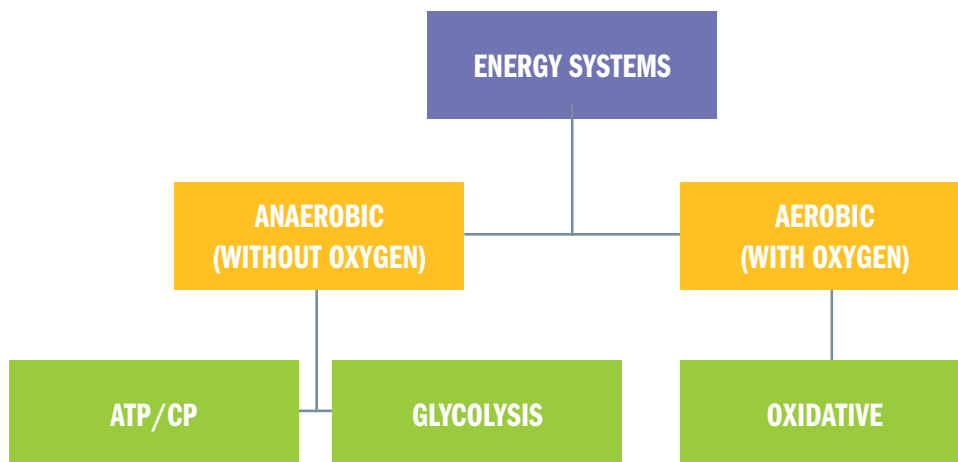 ENERGY SYSTEMS
ANAEROBIC
(WITHOUT OXYGEN)
AEROBIC
(WITH OXYGEN)
ATP/CP
GLYCOLYSIS
OXIDATIVE